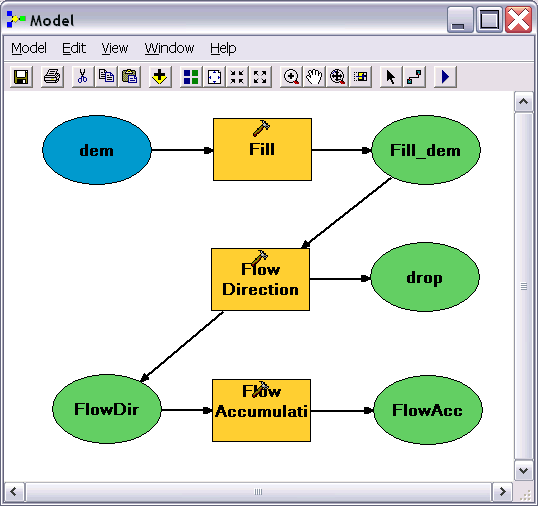 Model
Model Edit View Window Help
dem
Fill
Fill_dem
Flow
Direction
drop
FlowDir
Flow
Accumulati
FlowAcc